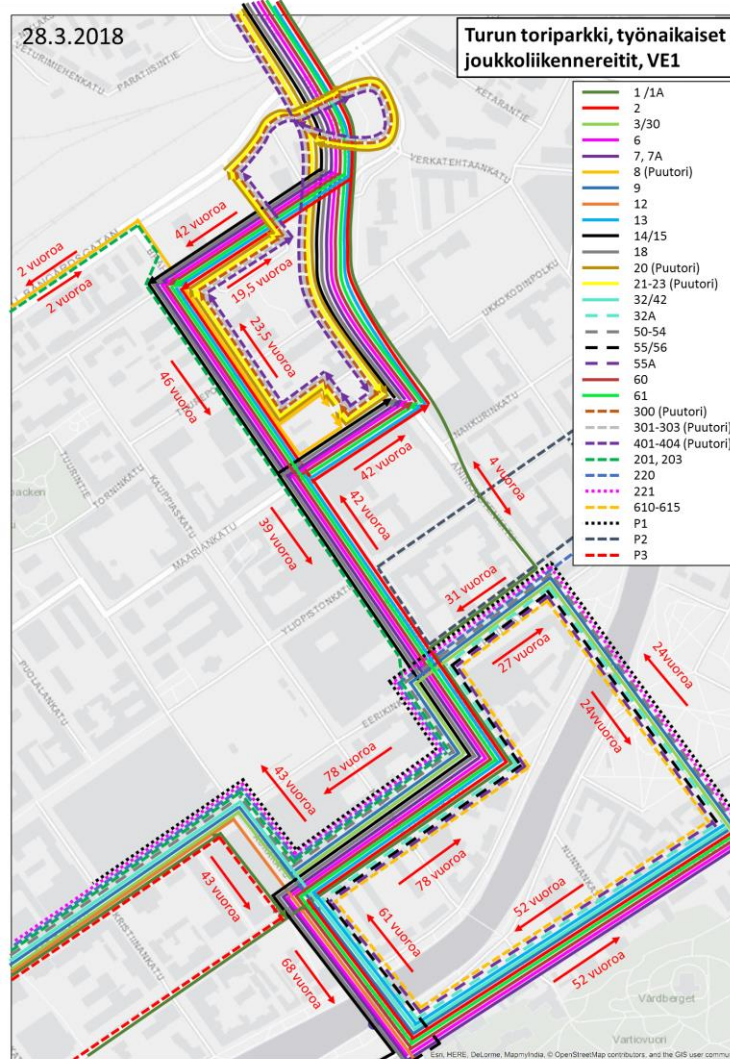 28.3.2018
Turun toriparkki, työnaikaiset
joukkoliikennereitit, VE1
1 /1A
2
3/30
6
7, 7A
8 (Puutori)
9
12
13
14/15
18
20 (Puutori)
21-23 (Puutori)
32/42
32A
50-54
55/56
55A
60
61
300 (Puutori)
301-303 (Puutori)
401-404 (Puutori)
201, 203
220
221
610-615
P1
P2
P3
PARATIISINTIE
KETARANTIE
VERKATEHTAANKATU
42 vuoroa
2 vuoroa
2 vuoroa
19,5 vuoroa
23,5 vuoroa
UKKOKODINPOLKU
46 vuoroa
NANKURINKATU
TUURINTIE
TORNINKATU
KAUPPIASKATU
MAARIANKATU
42 vuoroa
42 vuoroa
4 vuoroa
39 vuoroa
YLIOPISTONKATU
31 vuoroa
27 vuoroa
24vuoroa
24vvuoroa
PUOLALANKATU
78 vuoroa
43 vuoroa
78 vuoroa
43 vuoroa
KRISTIINANKATU
61 vuoroa
52 vuoroa
68 vuoroa
52 vuoroa
Vårdberget
Vartiovuori
Esri, HERE, DeLorme, MapmyIndia, © OpenStreetMap contributors, and the GIS user commu